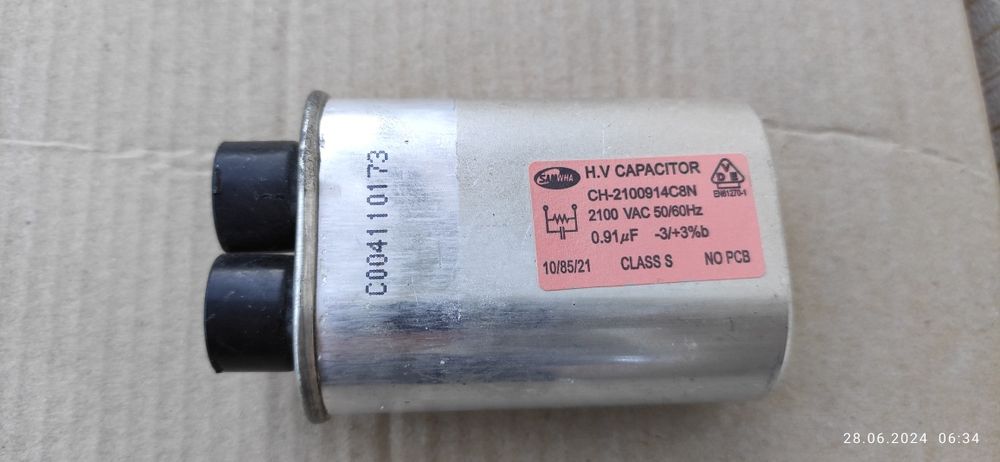 C004110173
SAMWHA
H.V CAPACITOR
VDE
EN61270-1
CH-2100914C8N
2100 VAC 50/60Hz
0.91μF -3/+3%b
10/85/21 CLASS S NO PCB
28.06.2024 06:34